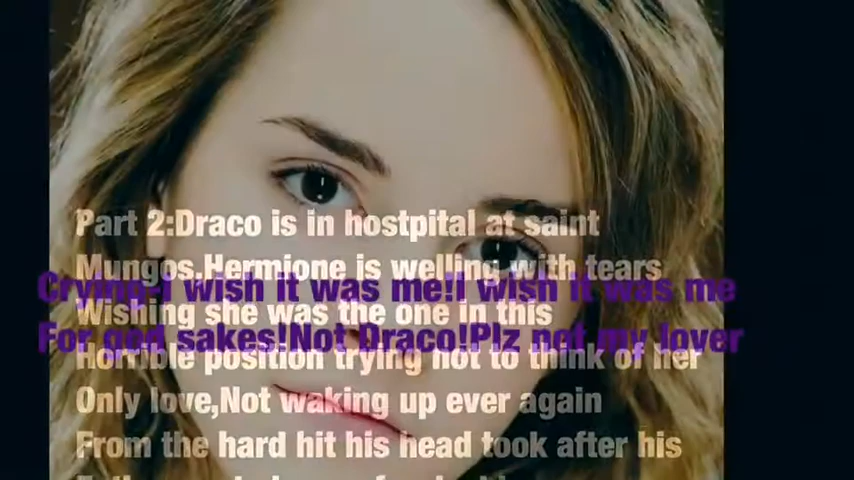 Part 2:Draco is in hostpital at saint
Mungos.Hermione is welling with tears
Crying-I wish it was me!I wish it was me
Wishing she was the one in this
For god sakes!Not Draco!Plz not my lover
Horrible position trying not to think of her
Only love,Not waking up ever again
From the hard hit his head took after his